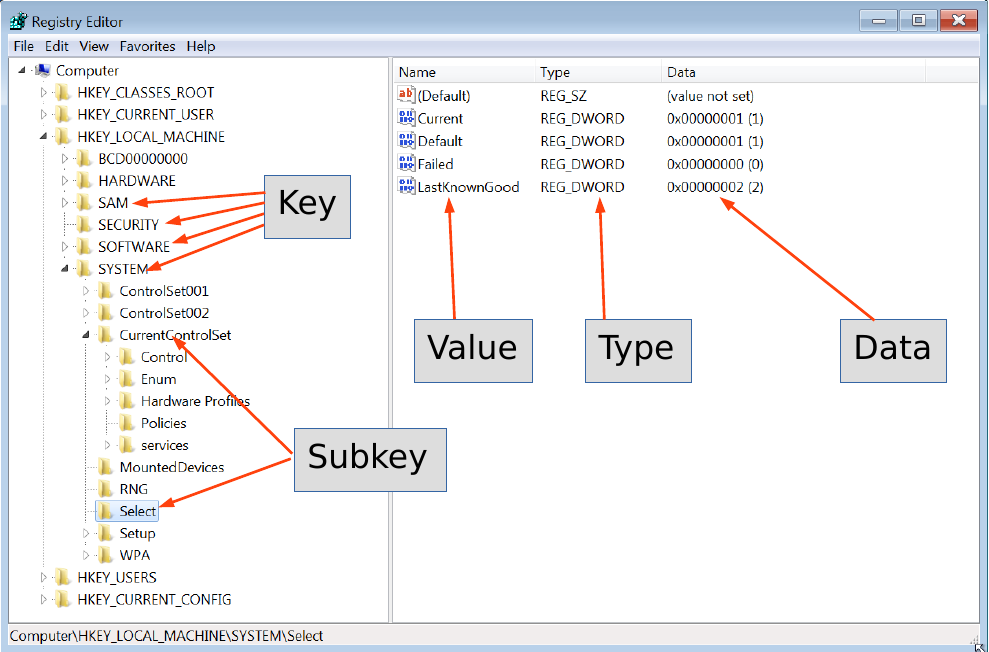 Registry Editor
File Edit View Favorites Help
Computer
HKEY_CLASSES_ROOT
HKEY_CURRENT_USER
HKEY_LOCAL_MACHINE
BCD00000000
HARDWARE
SAM
SECURITY
SOFTWARE
SYSTEM
ControlSet001
ControlSet002
CurrentControlSet
Control
Enum
Hardware Profiles
Policies
services
MountedDevices
RNG
Select
Setup
WPA
HKEY_USERS
HKEY_CURRENT_CONFIG
Key
Subkey
Name Type Data
(Default) REG_SZ (value not set)
Current REG_DWORD 0x00000001 (1)
Default REG_DWORD 0x00000001 (1)
Failed REG_DWORD 0x00000000 (0)
LastKnownGood REG_DWORD 0x00000002 (2)
Value Type Data
Computer\HKEY_LOCAL_MACHINE\SYSTEM\Select